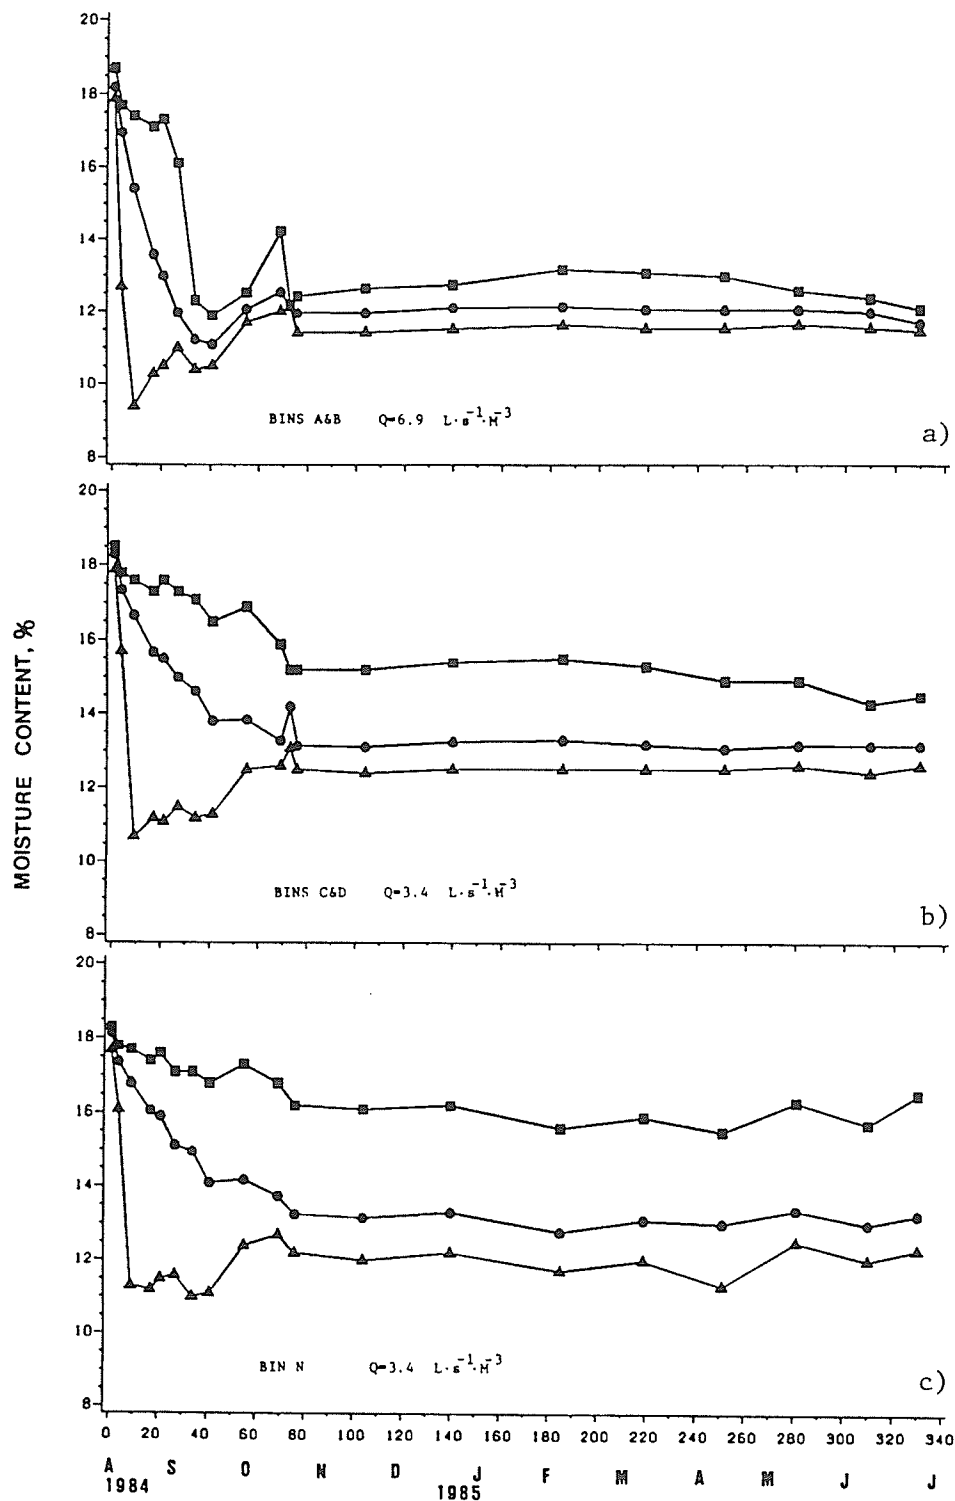 20
18
16
14
12
10
8
BINS A&B Q=6.9 L·s-1·M-3
a)
20
18
16
14
12
10
8
BINS C&D Q=3.4 L·s-1·M-3
b)
20
18
16
14
12
10
8
BIN N Q=3.4 L·s-1·M-3
c)
MOISTURE CONTENT, %
0 20 40 60 80 100 120 140 160 180 200 220 240 260 280 300 320 340
A S O N D J F M A M J J
1984 1985